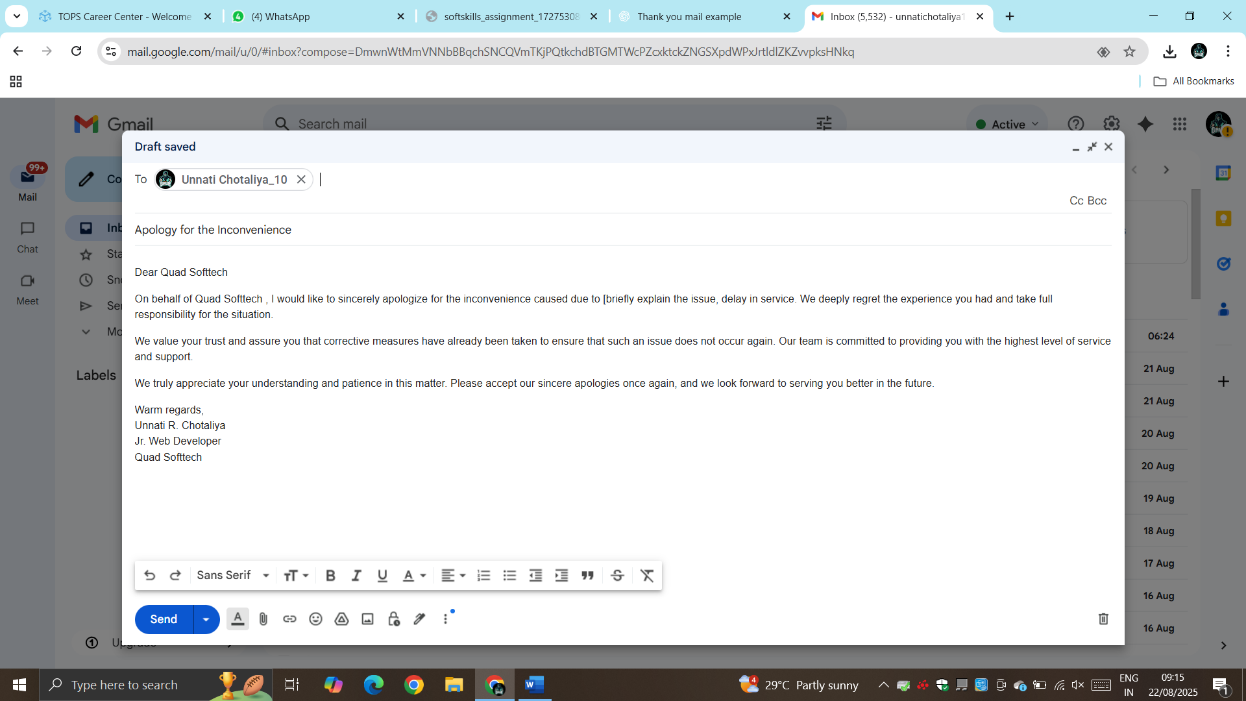 TOPS Career Center - Welcome
(4) WhatsApp
softskills_assignment_17275308
Thank you mail example
Inbox (5,532) - unnatichotaliya1
mail.google.com/mail/u/0/#inbox?compose=DmwnWtMmVNNbBBqchSNCQVmTKjPQtkchdBTGMTWcPZcxktckZNGSXpdWPxJrtldIZKZvvpksHNkq
All Bookmarks
Gmail
Search mail
Active
99+
Mail
Chat
Meet
Co
Inb
Sta
Sn
Sen
Mo
Labels
Draft saved
To Unnati Chotaliya_10
Cc Bcc
Apology for the Inconvenience
Dear Quad Softtech
On behalf of Quad Softtech , I would like to sincerely apologize for the inconvenience caused due to [briefly explain the issue, delay in service. We deeply regret the experience you had and take full
responsibility for the situation.
We value your trust and assure you that corrective measures have already been taken to ensure that such an issue does not occur again. Our team is committed to providing you with the highest level of service
and support.
We truly appreciate your understanding and patience in this matter. Please accept our sincere apologies once again, and we look forward to serving you better in the future.
Warm regards,
Unnati R. Chotaliya
Jr. Web Developer
Quad Softtech
06:24
21 Aug
21 Aug
20 Aug
20 Aug
19 Aug
18 Aug
17 Aug
16 Aug
16 Aug
Sans Serif
Send
Type here to search
29°C Partly sunny
ENG
IN
09:15
22/08/2025